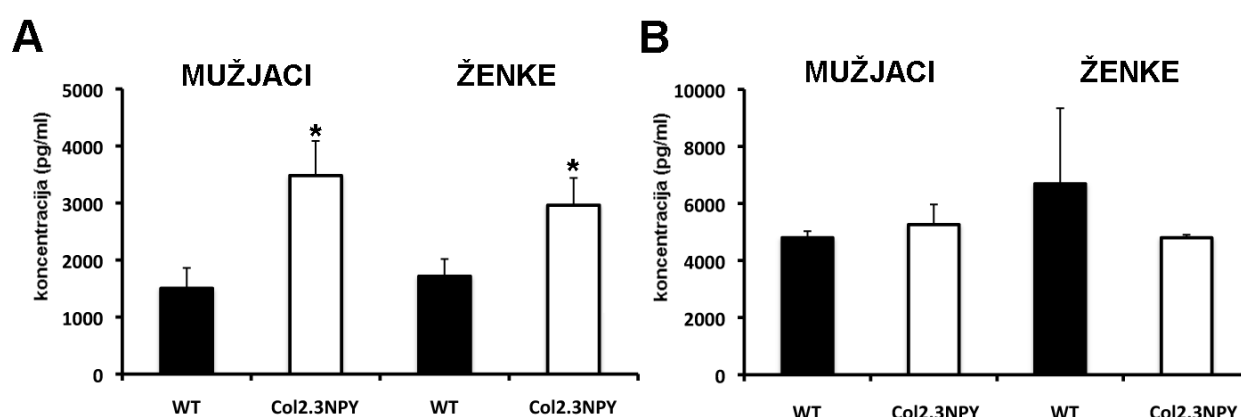 A
MUŽJACI ŽENKE
koncentracija (pg/ml)
5000
4000
3000
2000
1000
0
*
*
WT Col2.3NPY WT Col2.3NPY
B
MUŽJACI ŽENKE
koncentracija (pg/ml)
10000
8000
6000
4000
2000
0
WT Col2.3NPY WT Col2.3NPY